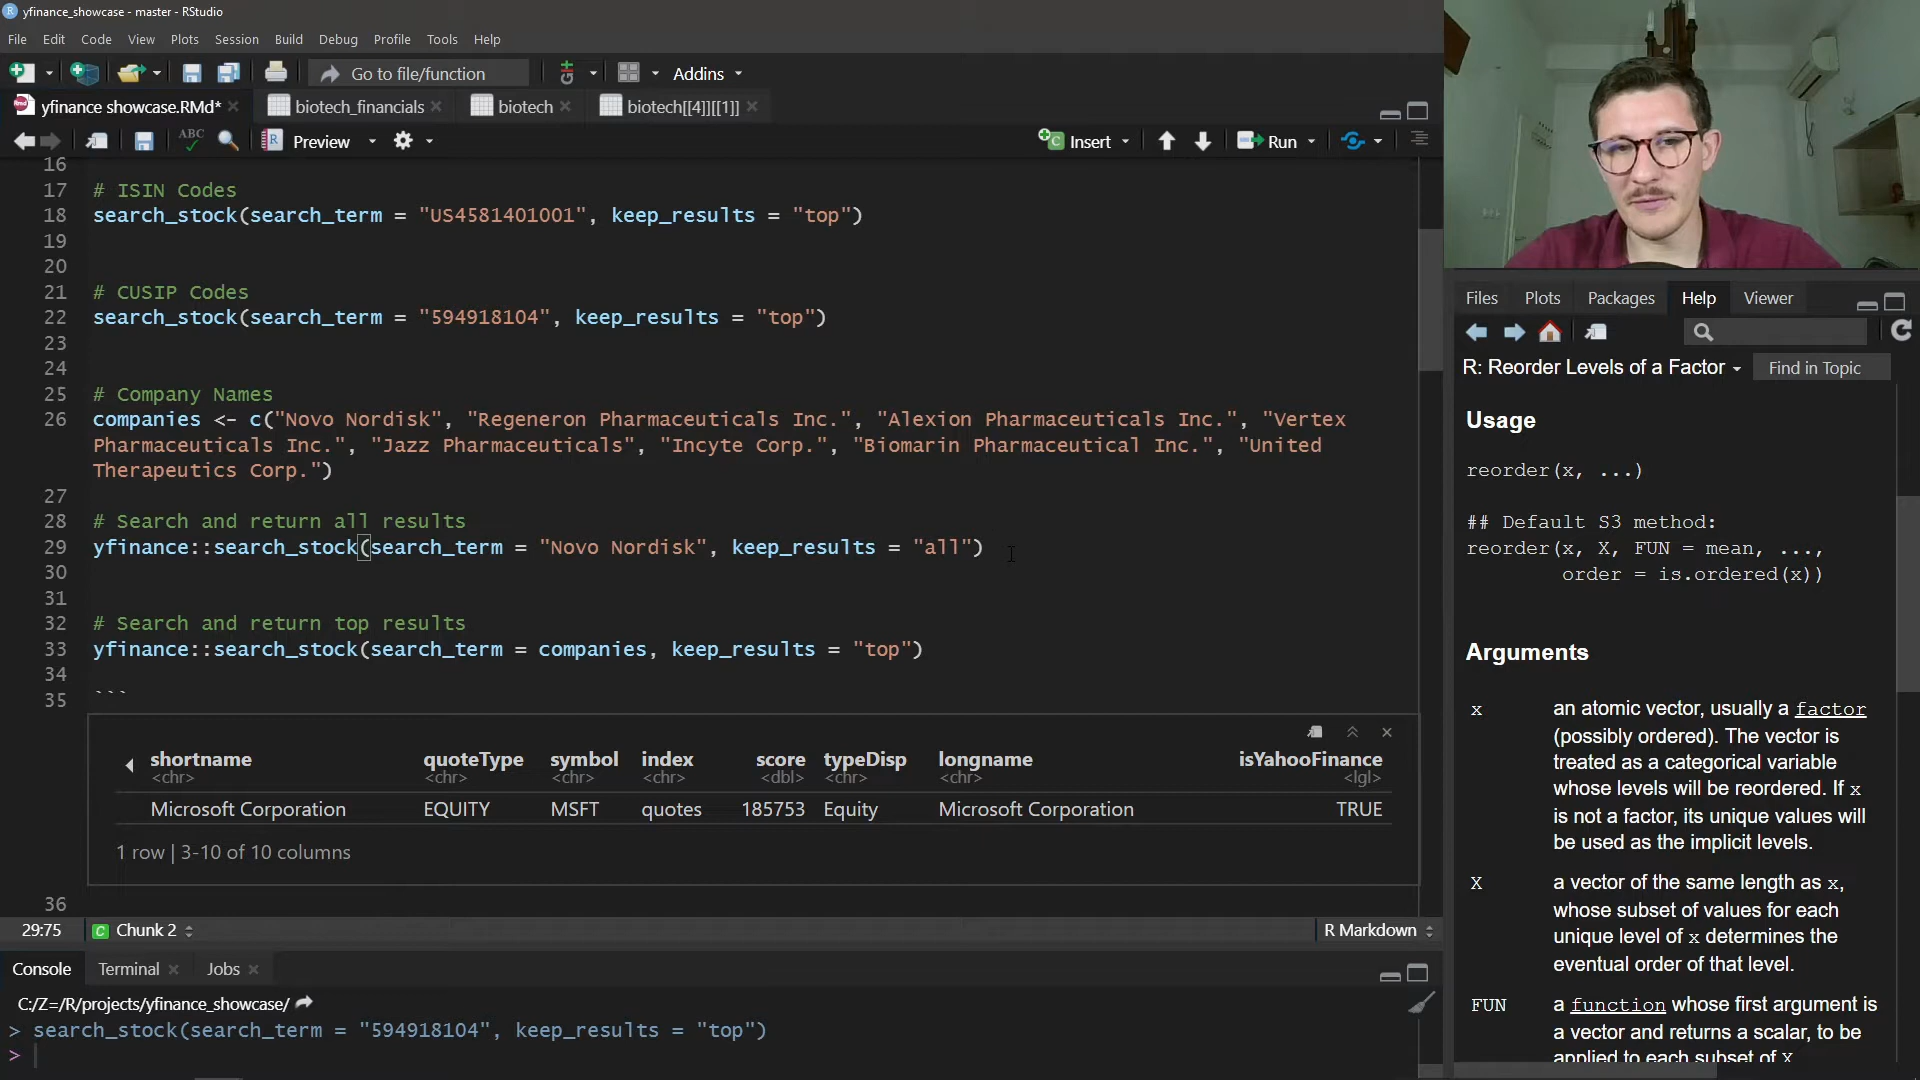 yfinance_showcase - master - RStudio
File Edit Code View Plots Session Build Debug Profile Tools Help
Go to file/function Addins
yfinance showcase.RMd* biotech_financials biotech biotech[[4]][[1]]
ABC Preview Insert Run
16
17 # ISIN Codes
18 search_stock(search_term = "US4581401001", keep_results = "top")
19
20
21 # CUSIP Codes
22 search_stock(search_term = "594918104", keep_results = "top")
23
24
25 # Company Names
26 companies <- c("Novo Nordisk", "Regeneron Pharmaceuticals Inc.", "Alexion Pharmaceuticals Inc.", "Vertex
Pharmaceuticals Inc.", "Jazz Pharmaceuticals", "Incyte Corp.", "Biomarin Pharmaceutical Inc.", "United
Therapeutics Corp.")
27
28 # Search and return all results
29 yfinance::search_stock(search_term = "Novo Nordisk", keep_results = "all")
30
31
32 # Search and return top results
33 yfinance::search_stock(search_term = companies, keep_results = "top")
34
35 ```
shortname quoteType symbol index score typeDisp longname isYahooFinance
<chr> <chr> <chr> <chr> <dbl> <chr> <chr> <lgl>
Microsoft Corporation EQUITY MSFT quotes 185753 Equity Microsoft Corporation TRUE
1 row | 3-10 of 10 columns
36
29:75 Chunk 2 R Markdown
Console Terminal Jobs
C:/Z=/R/projects/yfinance_showcase/
> search_stock(search_term = "594918104", keep_results = "top")
>
Files Plots Packages Help Viewer
R: Reorder Levels of a Factor Find in Topic
Usage
reorder(x, ...)
## Default S3 method:
reorder(x, X, FUN = mean, ...,
order = is.ordered(x))
Arguments
x an atomic vector, usually a factor
(possibly ordered). The vector is
treated as a categorical variable
whose levels will be reordered. If x
is not a factor, its unique values will
be used as the implicit levels.
X a vector of the same length as x,
whose subset of values for each
unique level of x determines the
eventual order of that level.
FUN a function whose first argument is
a vector and returns a scalar, to be
applied to each subset of X